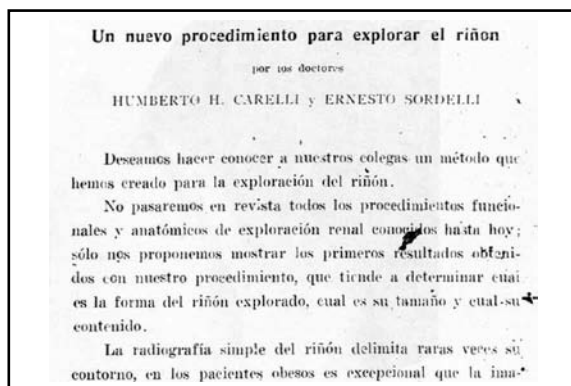 Un nuevo procedimiento para explorar el riñon
por los doctores
HUMBERTO H. CARELLI y ERNESTO SORDELLI
Deseamos hacer conocer a nuestros colegas un método que
hemos creado para la exploración del riñón.
No pasaremos en revista todos los procedimientos funcio-
nales y anatómicos de exploración renal conocidos hasta hoy;
sólo nos proponemos mostrar los primeros resultados obteni-
dos con nuestro procedimiento, que tiende a determinar cuai
es la forma del riñón explorado, cual es su tamaño y cual su
contenido.
La radiografía simple del riñón delimita raras veces su
contorno, en los pacientes obesos es excepcional que la ima-